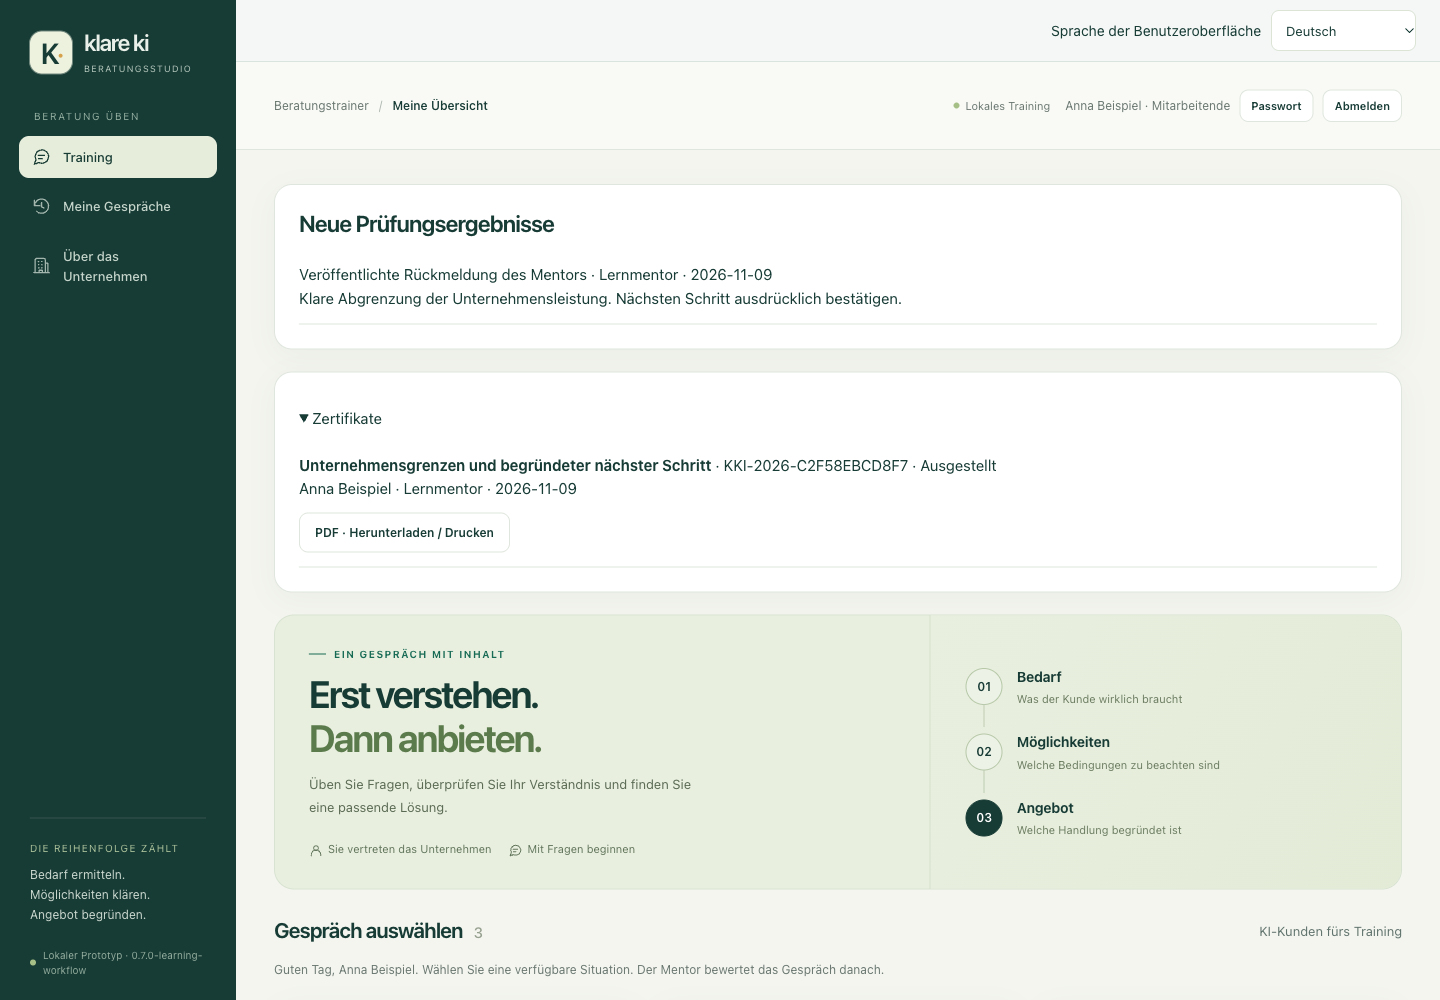 K
klare ki
BERATUNGSSTUDIO
BERATUNG ÜBEN
Training
Meine Gespräche
Über das
Unternehmen
DIE REIHENFOLGE ZÄHLT
Bedarf ermitteln.
Möglichkeiten klären.
Angebot begründen.
Lokaler Prototyp · 0.7.0-learning-
workflow
Sprache der Benutzeroberfläche Deutsch
Beratungstrainer / Meine Übersicht
Lokales Training Anna Beispiel · Mitarbeitende Passwort Abmelden
Neue Prüfungsergebnisse
Veröffentlichte Rückmeldung des Mentors · Lernmentor · 2026-11-09
Klare Abgrenzung der Unternehmensleistung. Nächsten Schritt ausdrücklich bestätigen.
Zertifikate
Unternehmensgrenzen und begründeter nächster Schritt · KKI-2026-C2F58EBCD8F7 · Ausgestellt
Anna Beispiel · Lernmentor · 2026-11-09
PDF · Herunterladen / Drucken
EIN GESPRÄCH MIT INHALT
Erst verstehen.
Dann anbieten.
Üben Sie Fragen, überprüfen Sie Ihr Verständnis und finden Sie
eine passende Lösung.
Sie vertreten das Unternehmen Mit Fragen beginnen
01 Bedarf
Was der Kunde wirklich braucht
02 Möglichkeiten
Welche Bedingungen zu beachten sind
03 Angebot
Welche Handlung begründet ist
Gespräch auswählen 3
KI-Kunden fürs Training
Guten Tag, Anna Beispiel. Wählen Sie eine verfügbare Situation. Der Mentor bewertet das Gespräch danach.